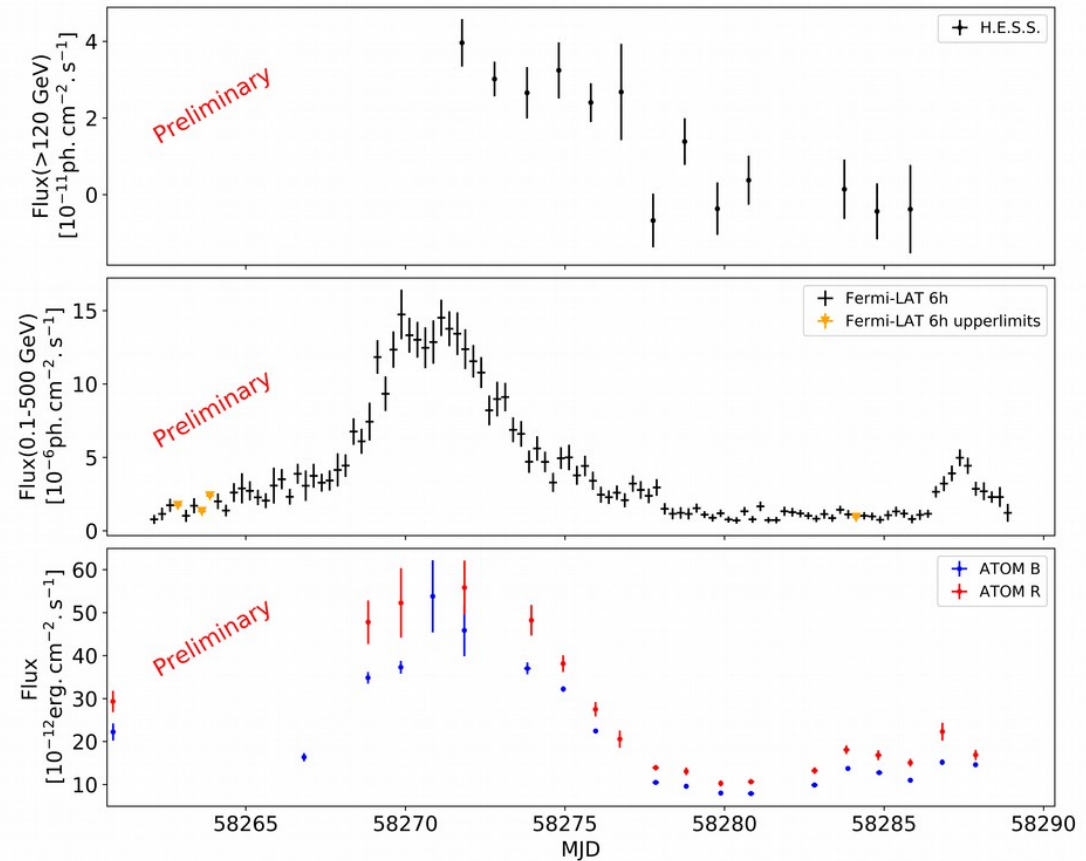 H.E.S.S.
Flux(>120 GeV)
[10⁻¹¹ph. cm⁻². s⁻¹]
4
2
0
Preliminary
Fermi-LAT 6h
Fermi-LAT 6h upperlimits
Flux(0.1-500 GeV)
[10⁻⁶ph. cm⁻². s⁻¹]
15
10
5
0
Preliminary
ATOM B
ATOM R
Flux
[10⁻¹²erg. cm⁻². s⁻¹]
60
50
40
30
20
10
Preliminary
58265 58270 58275 58280 58285 58290
MJD